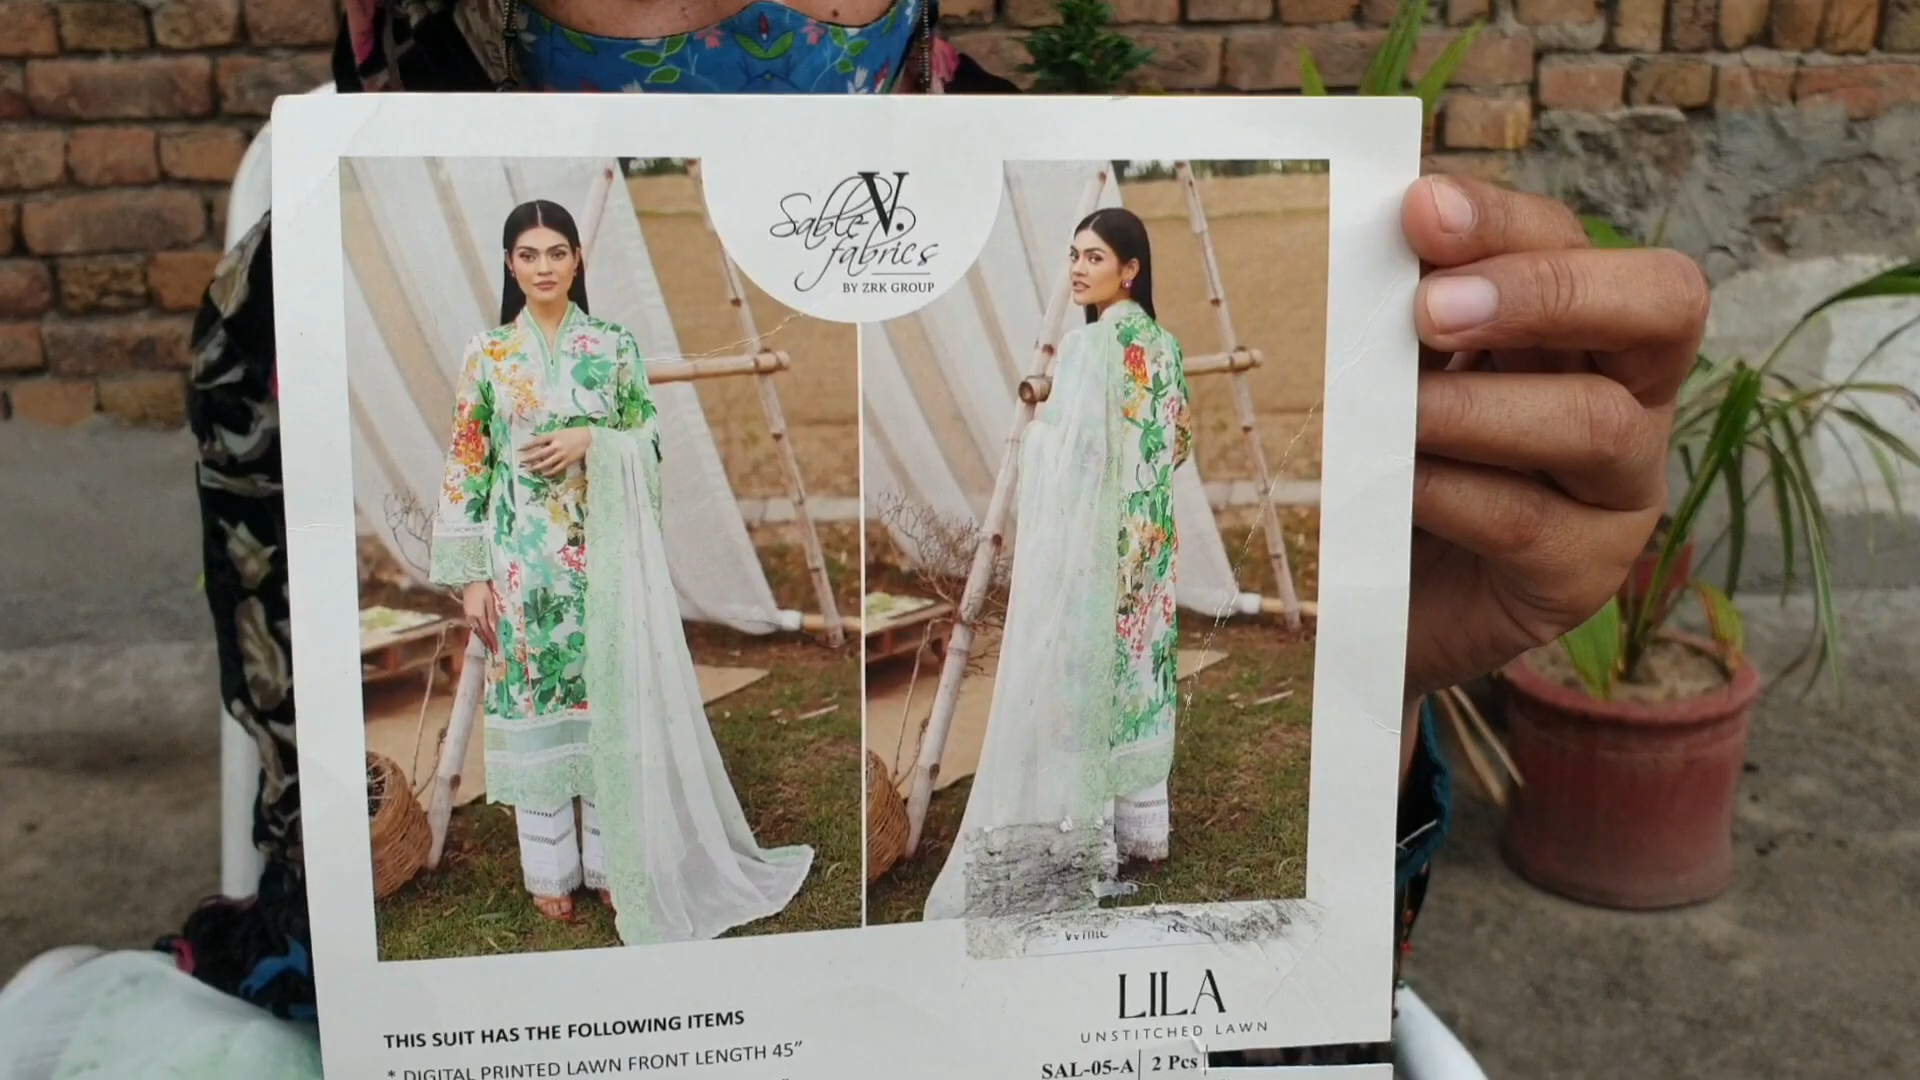 Sable V.
fabrics
BY ZRK GROUP
White
LILA
UNSTITCHED LAWN
SAL-05-A 2 Pcs
THIS SUIT HAS THE FOLLOWING ITEMS
* DIGITAL PRINTED LAWN FRONT LENGTH 45”